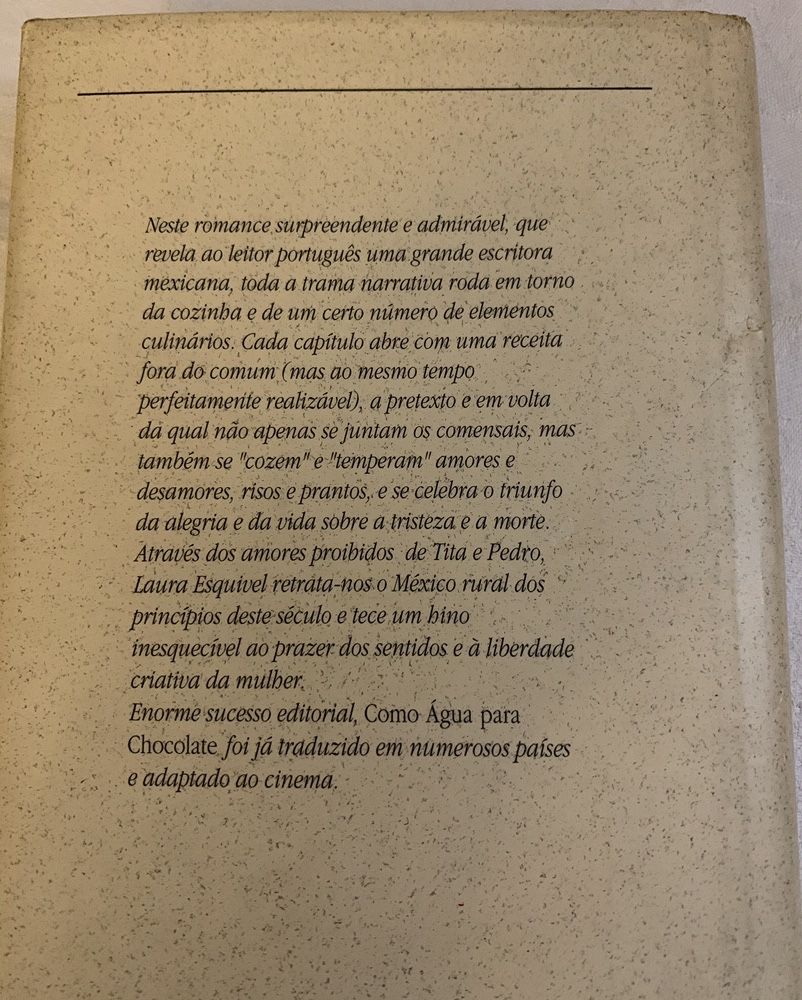 Neste romance surpreendente e admirável, que
revela ao leitor português uma grande escritora
mexicana, toda a trama narrativa roda em torno
da cozinha e de um certo número de elementos
culinários. Cada capítulo abre com uma receita
fora do comum (mas ao mesmo tempo
perfeitamente realizável), a pretexto e em volta
da qual não apenas se juntam os comensais, mas
também se "cozem" e "temperam" amores e
desamores, risos e prantos, e se celebra o triunfo
da alegria e da vida sobre a tristeza e a morte.
Através dos amores proibidos de Tita e Pedro,
Laura Esquivel retrata-nos o México rural dos
princípios deste século e tece um hino
inesquecível ao prazer dos sentidos e à liberdade
criativa da mulher.
Enorme sucesso editorial, Como Água para
Chocolate foi já traduzido em numerosos países
e adaptado ao cinema.